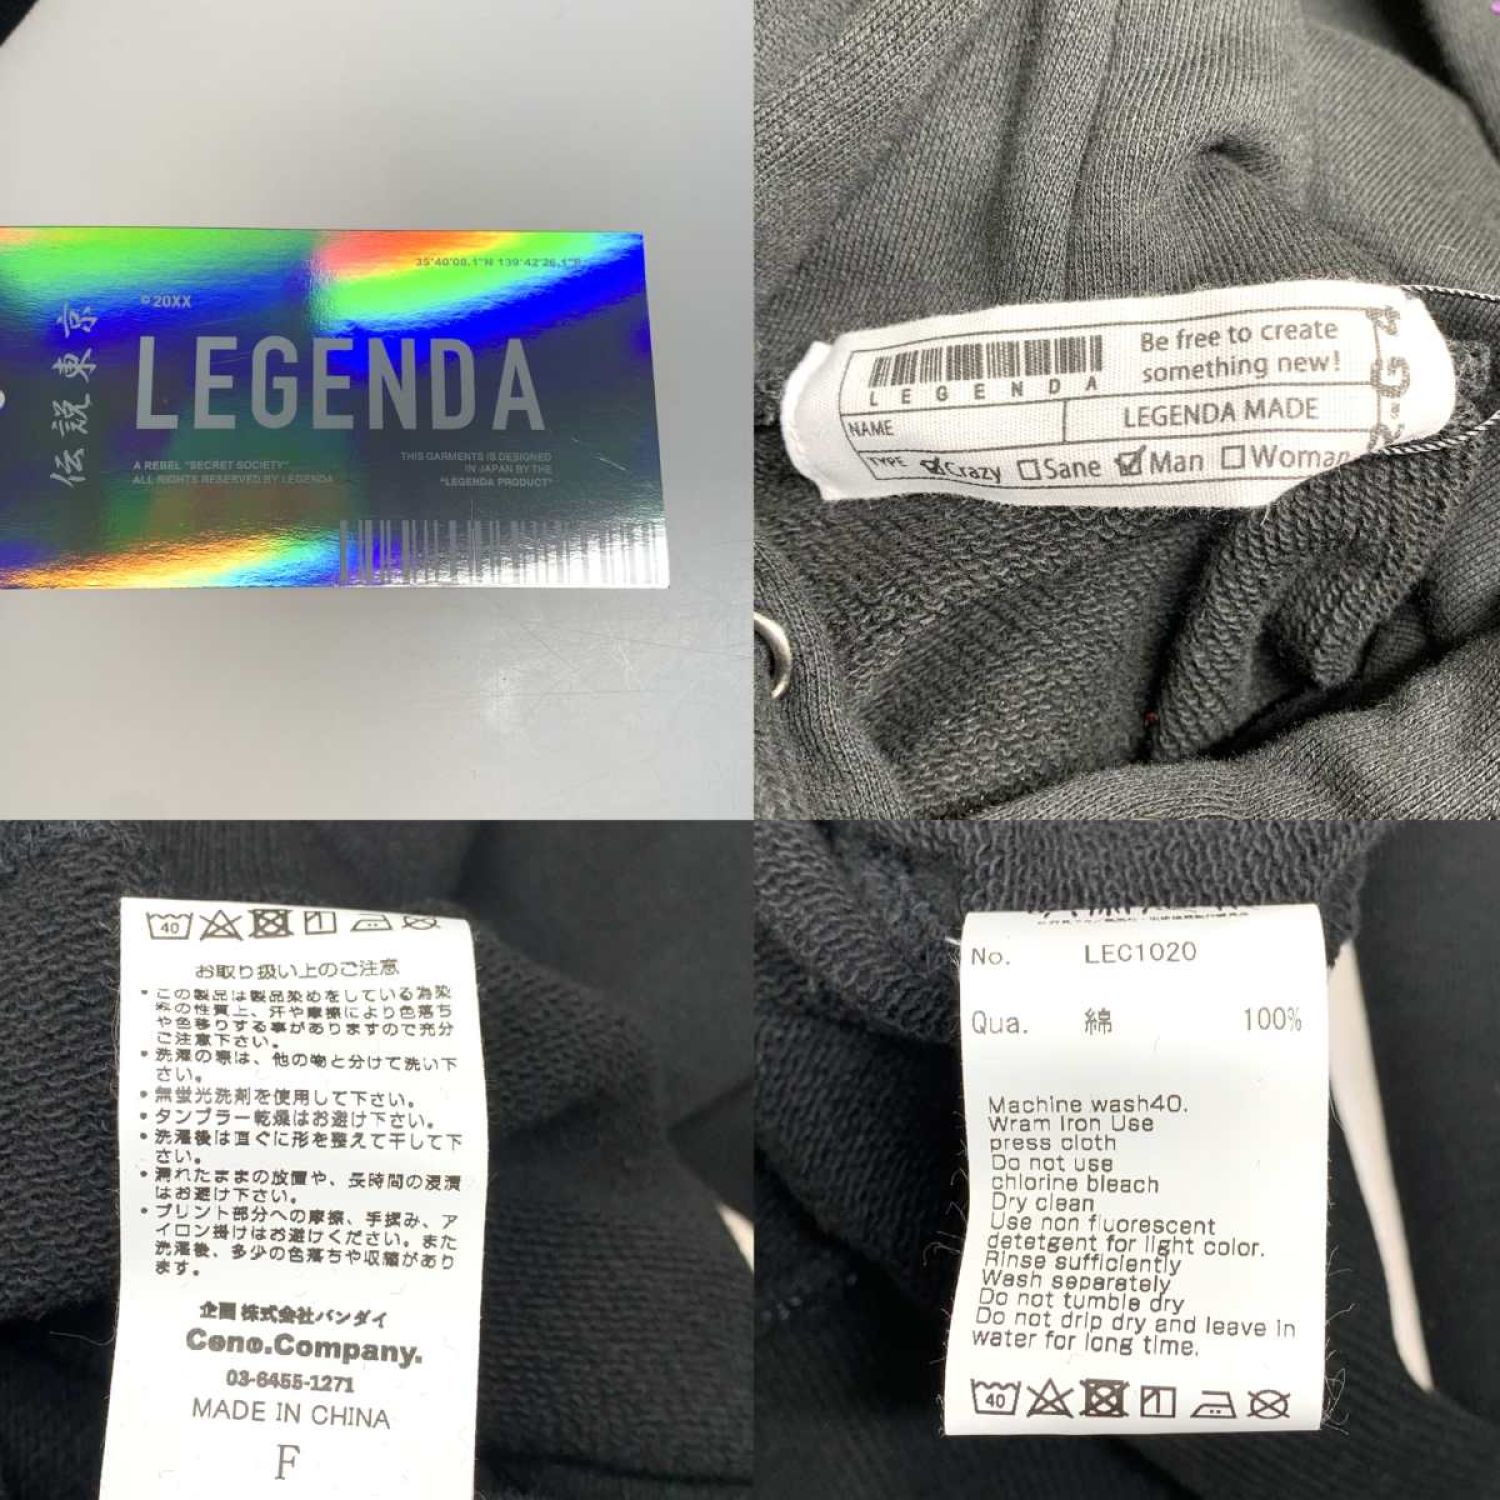 35°40'08.1"N 139°42'26.1"E
©20XX
伝説東京
LEGENDA
A REBEL "SECRET SOCIETY"
ALL RIGHTS RESERVED BY LEGENDA
THIS GARMENTS IS DESIGNED
IN JAPAN BY THE
"LEGENDA PRODUCT"
LEGENDA
Be free to create
something new!
NAME
LEGENDA MADE
TYPE Crazy Sane Man Woman
40
お取り扱い上のご注意
・この製品は製品染めをしている為染
料の性質上、汗や摩擦により色落ち
や色移りする事がありますので充分
ご注意下さい。
・洗濯の際は、他の物と分けて洗い下
さい。
・無蛍光洗剤を使用して下さい。
・タンブラー乾燥はお避け下さい。
・洗濯後は直ぐに形を整えて干して下
さい。
・濡れたままの放置や、長時間の浸漬
はお避け下さい。
・プリント部分への摩擦、手揉み、ア
イロン掛けはお避けください。また
洗濯後、多少の色落ちや収縮があり
ます。
企画 株式会社バンダイ
Ceno.Company.
03-6455-1271
MADE IN CHINA
F
No. LEC1020
Qua. 綿 100%
Machine wash40.
Wram Iron Use
press cloth
Do not use
chlorine bleach
Dry clean
Use non fluorescent
detetgent for light color.
Rinse sufficiently
Wash separately
Do not tumble dry
Do not drip dry and leave in
water for long time.
40